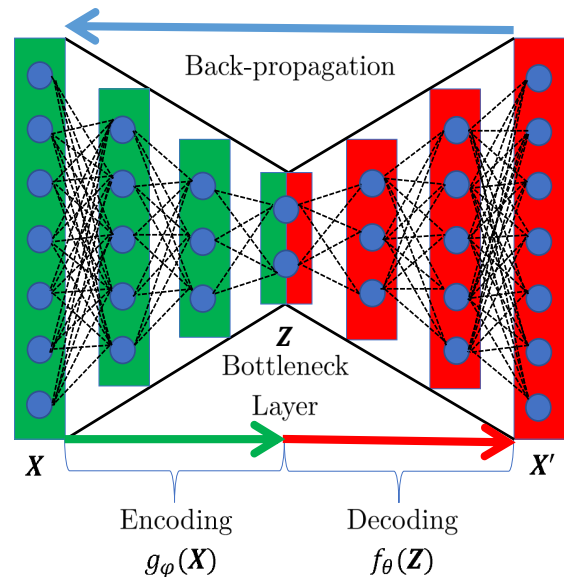 Back-propagation
Z
Bottleneck
Layer
X
X′
Encoding
Decoding
gφ(X)
fθ(Z)